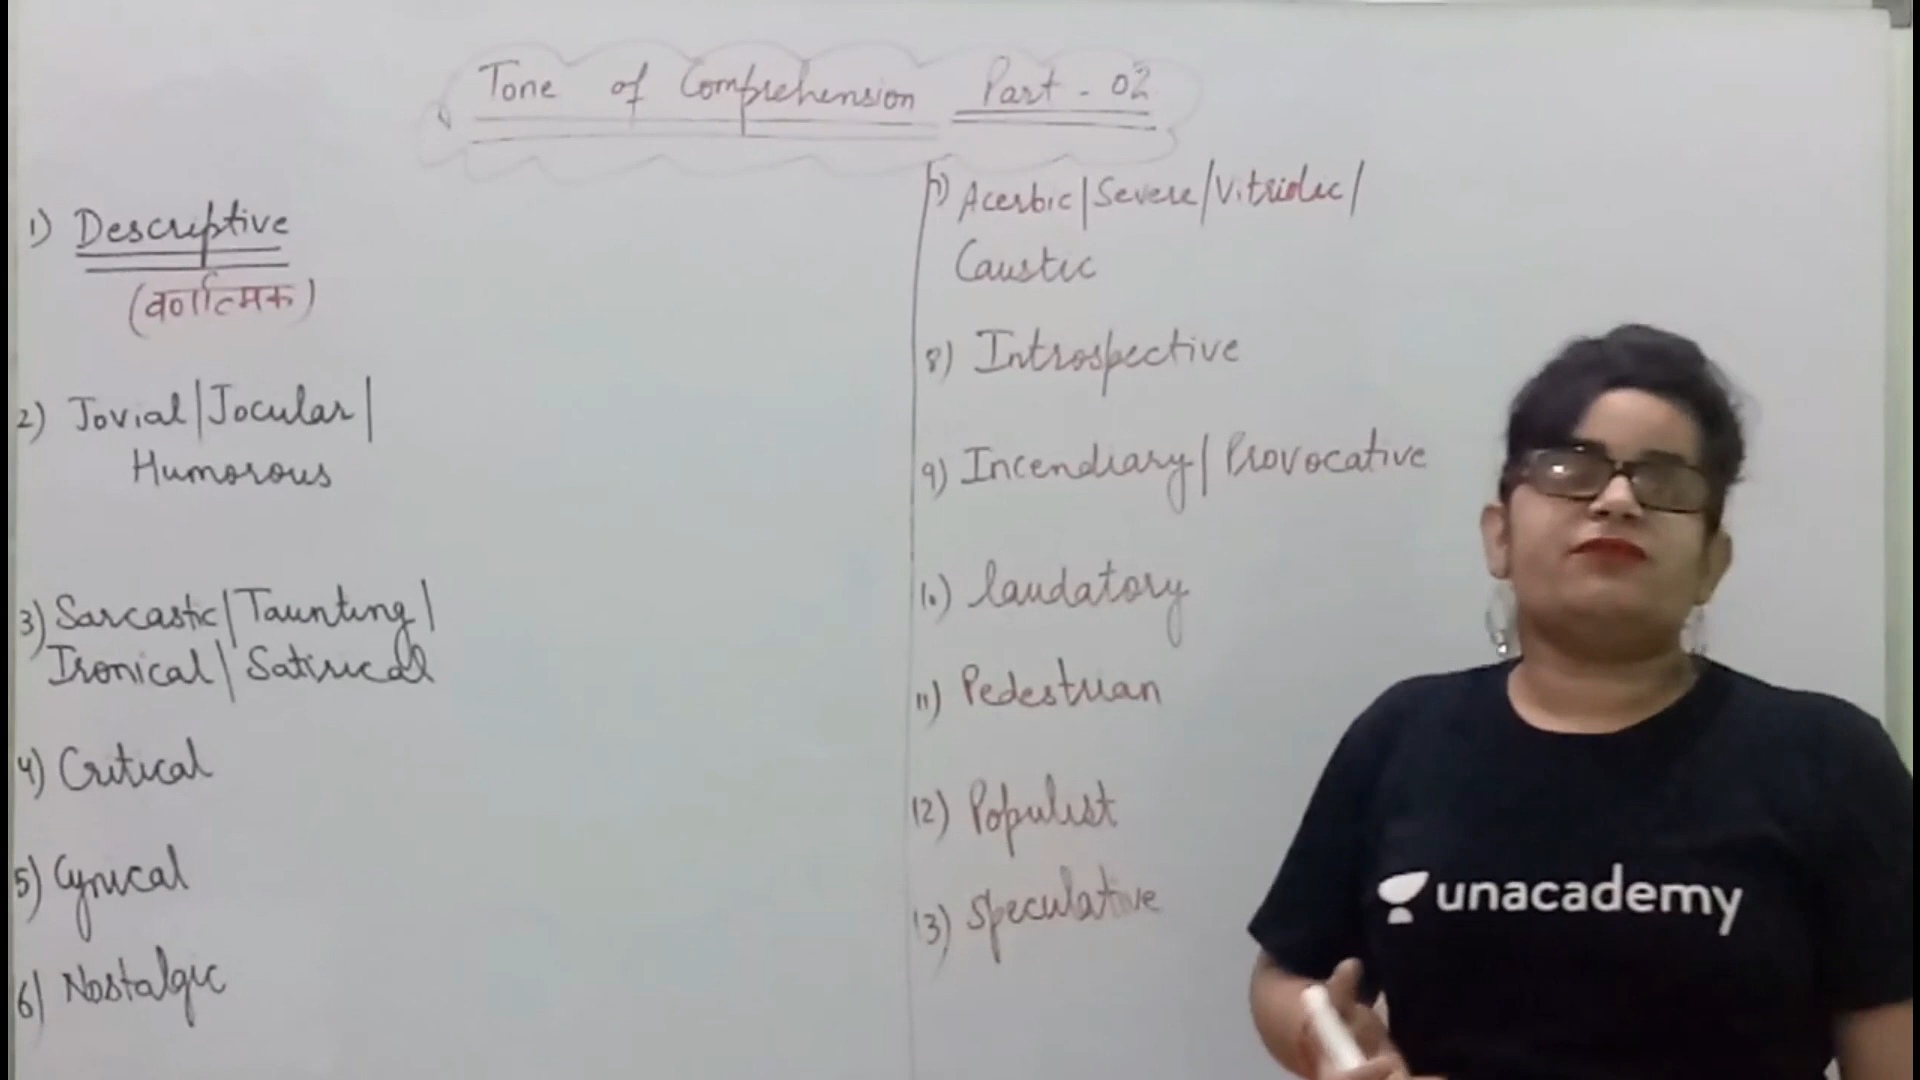 Tone of Comprehension Part - 02
1) Descriptive
(वर्णात्मक)
2) Jovial/Jocular/
Humorous
3) Sarcastic/Taunting/
Ironical/Satirical
4) Critical
5) Cynical
6) Nostalgic
7) Acerbic/Severe/Vitriolic/
Caustic
8) Introspective
9) Incendiary/Provocative
10) laudatory
11) Pedestrian
12) Populist
13) Speculative
unacademy